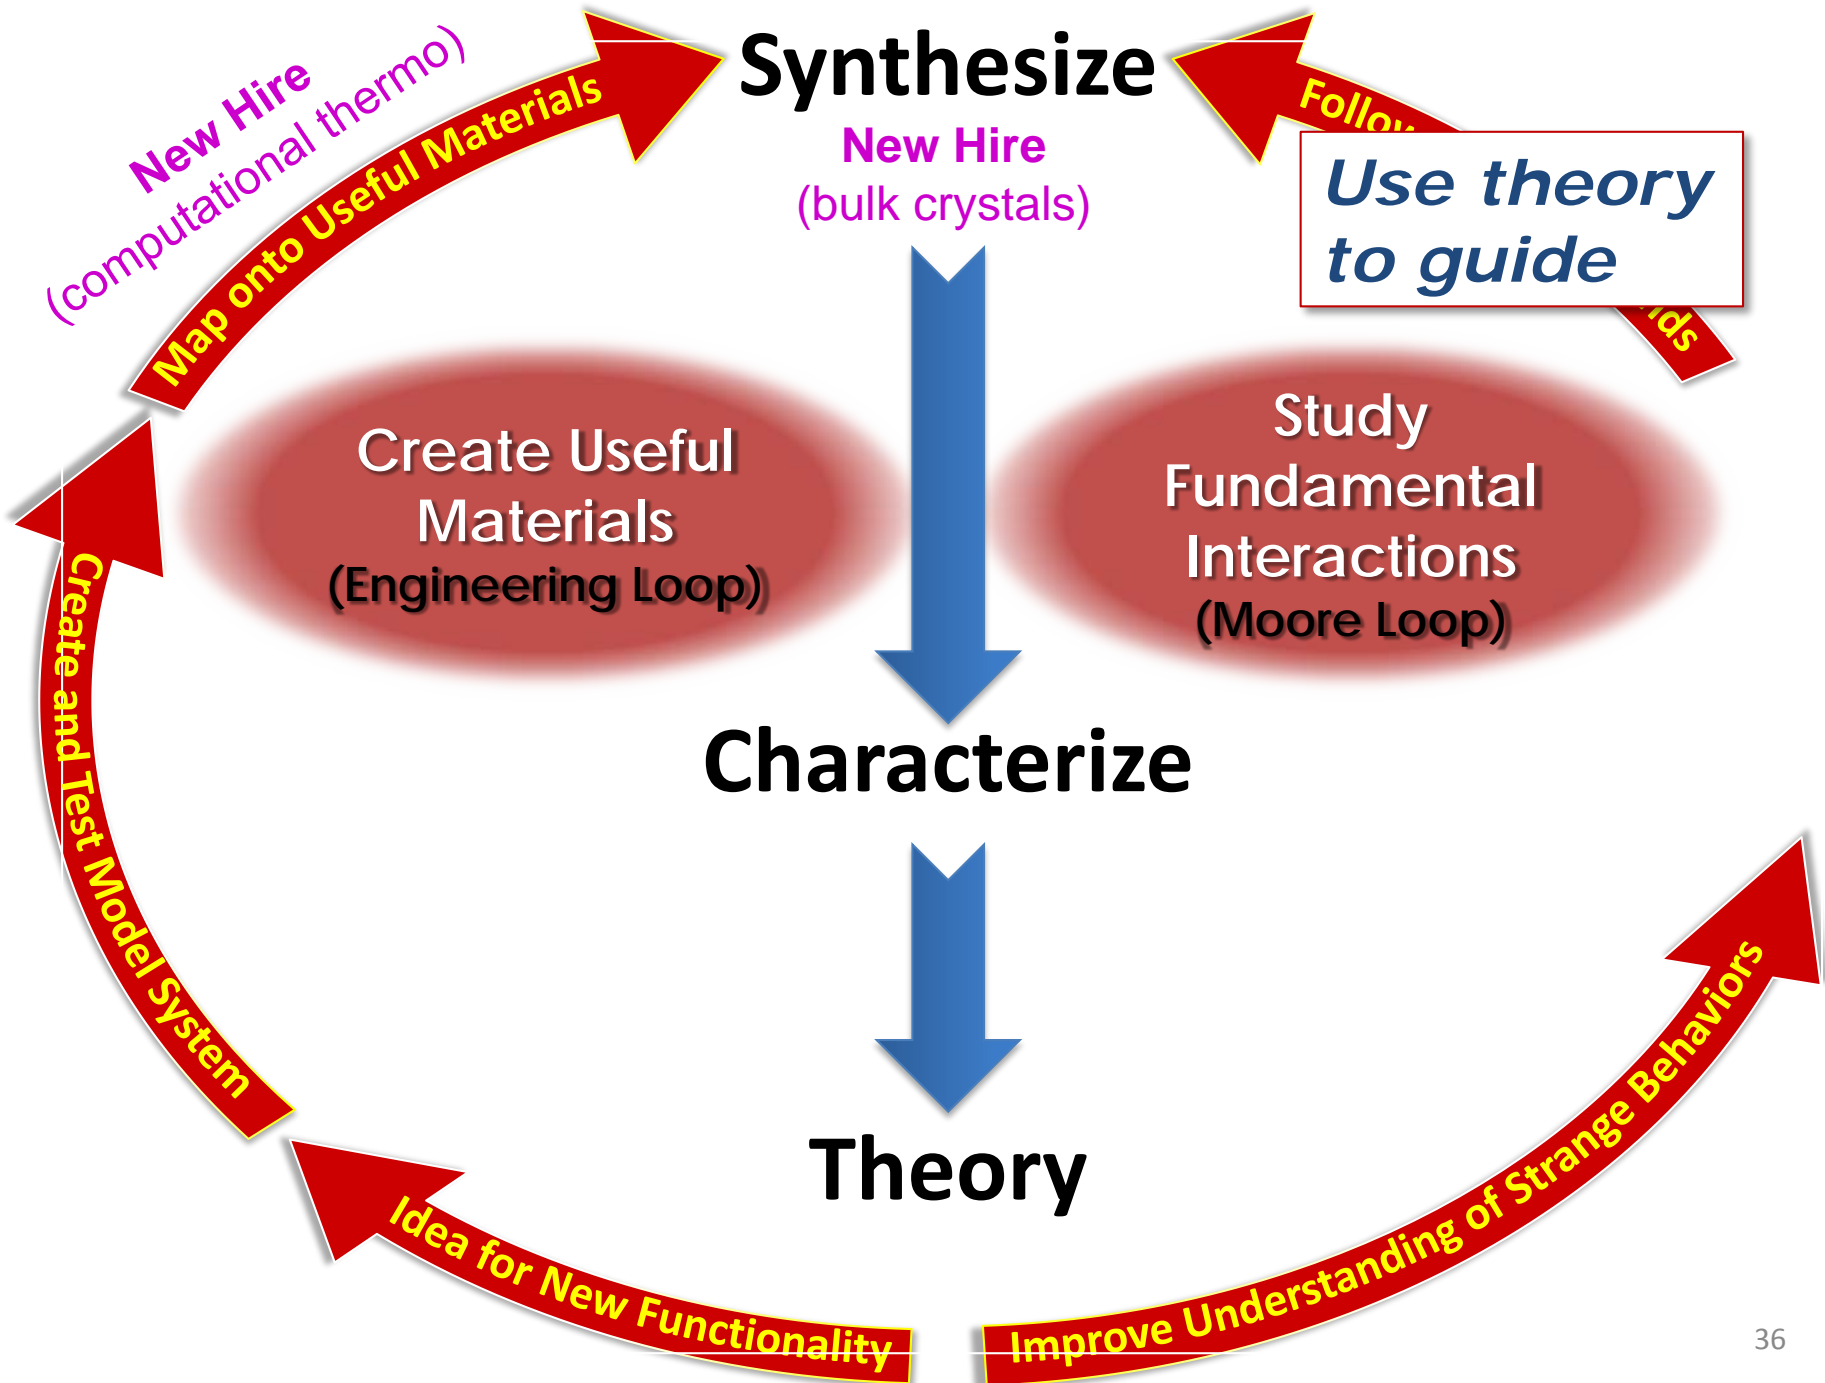 Synthesize
New Hire
(bulk crystals)
New Hire
(computational thermo)
Map onto Useful Materials
Use theory
to guide
Create Useful
Materials
(Engineering Loop)
Study
Fundamental
Interactions
(Moore Loop)
Create and Test Model System
Characterize
Theory
Idea for New Functionality
Improve Understanding of Strange Behaviors
36